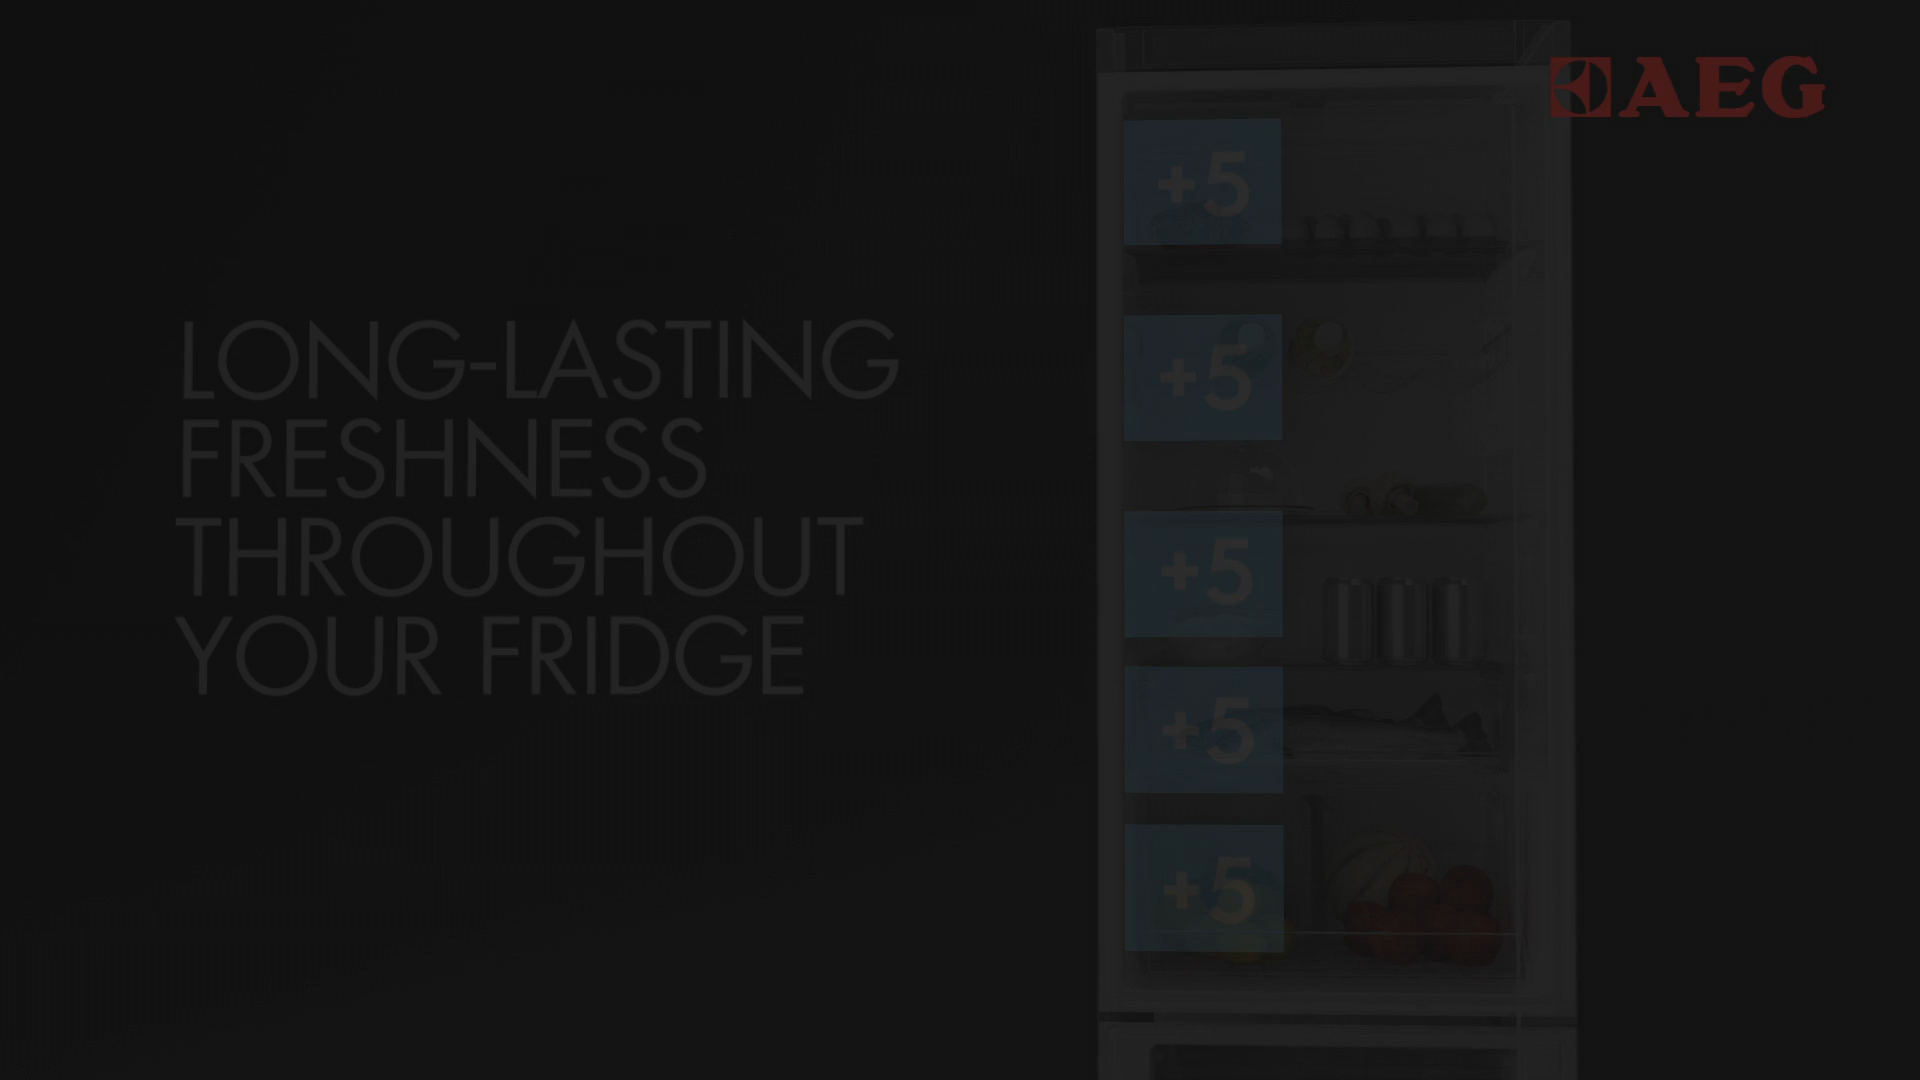 AEG
LONG-LASTING
FRESHNESS
THROUGHOUT
YOUR FRIDGE
+5
+5
+5
+5
+5